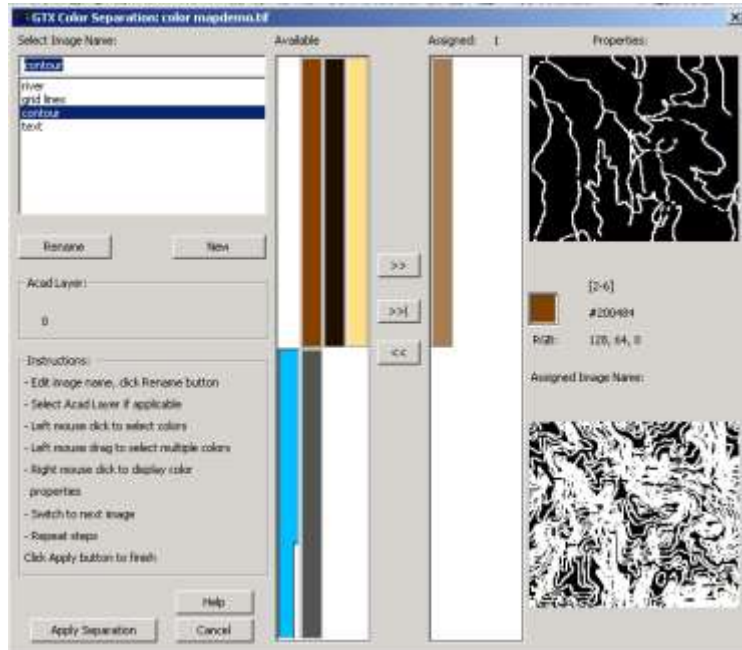 GTX Color Separation: color mapdemo.tif
Select Image Name:
Available
Assigned: 1
Properties:
contour
river
grid lines
contour
text
Rename
New
>>
>>|
<<
Acad Layer:
0
[2-6]
#200484
RGB: 128, 64, 0
Assigned Image Name:
Instructions:
- Edit image name, click Rename button
- Select Acad Layer if applicable
- Left mouse click to select colors
- Left mouse drag to select multiple colors
- Right mouse click to display color
properties
- Switch to next image
- Repeat steps
Click Apply button to finish
Help
Apply Separation
Cancel